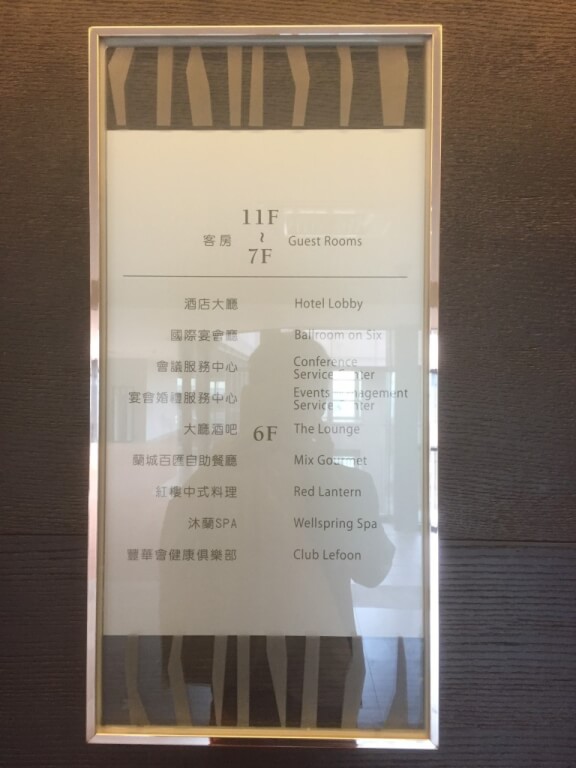 11F
客房 ~ Guest Rooms
7F
酒店大廳 Hotel Lobby
國際宴會廳 Ballroom on Six
會議服務中心 Conference
Service Center
宴會婚禮服務中心 Events Management
Service Center
大廳酒吧 6F The Lounge
蘭城百匯自助餐廳 Mix Gourmet
紅樓中式料理 Red Lantern
沐蘭SPA Wellspring Spa
豐華會健康俱樂部 Club Lefoon